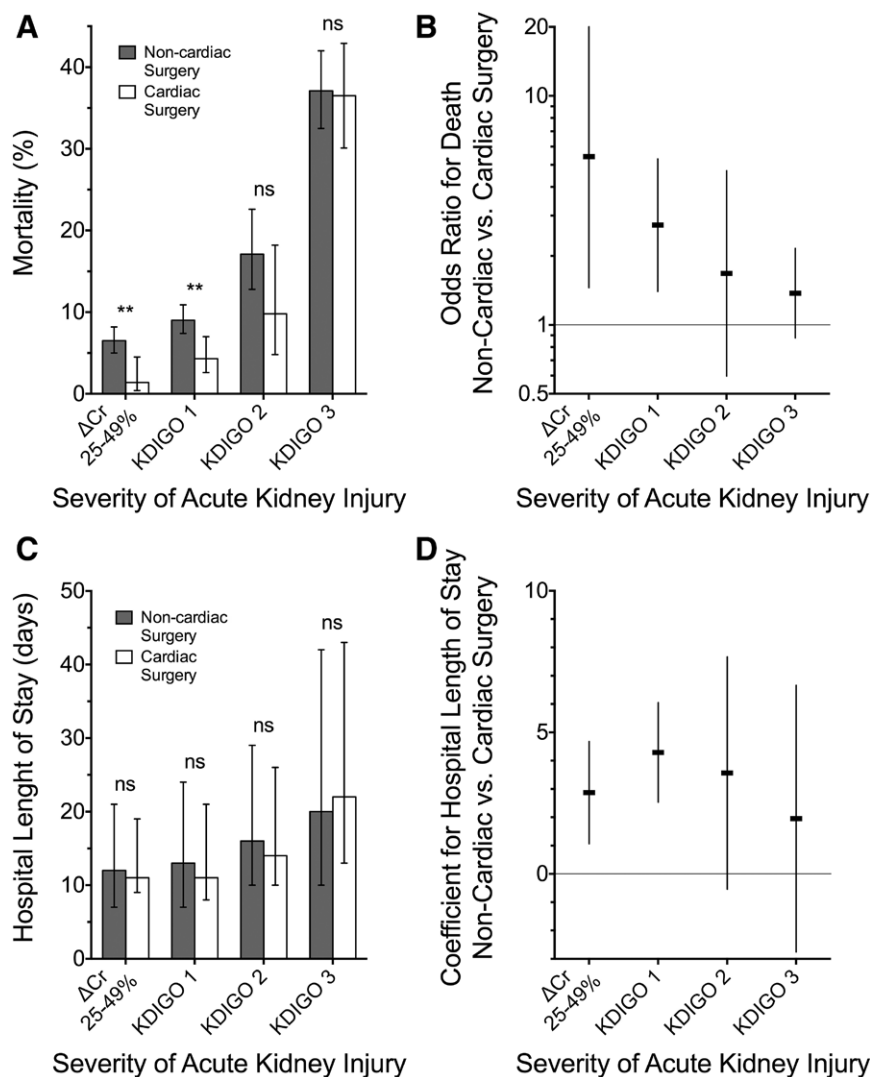 A
Mortality (%)
40
30
20
10
0
Non-cardiac
Surgery
Cardiac
Surgery
**
**
ns
ns
ΔCr
25-49%
KDIGO 1
KDIGO 2
KDIGO 3
Severity of Acute Kidney Injury
B
Odds Ratio for Death
Non-Cardiac vs. Cardiac Surgery
20
10
1
0.5
ΔCr
25-49%
KDIGO 1
KDIGO 2
KDIGO 3
Severity of Acute Kidney Injury
C
Hospital Lenght of Stay (days)
50
40
30
20
10
0
Non-cardiac
Surgery
Cardiac
Surgery
ns
ns
ns
ns
ΔCr
25-49%
KDIGO 1
KDIGO 2
KDIGO 3
Severity of Acute Kidney Injury
D
Coefficient for Hospital Length of Stay
Non-Cardiac vs. Cardiac Surgery
10
5
0
ΔCr
25-49%
KDIGO 1
KDIGO 2
KDIGO 3
Severity of Acute Kidney Injury